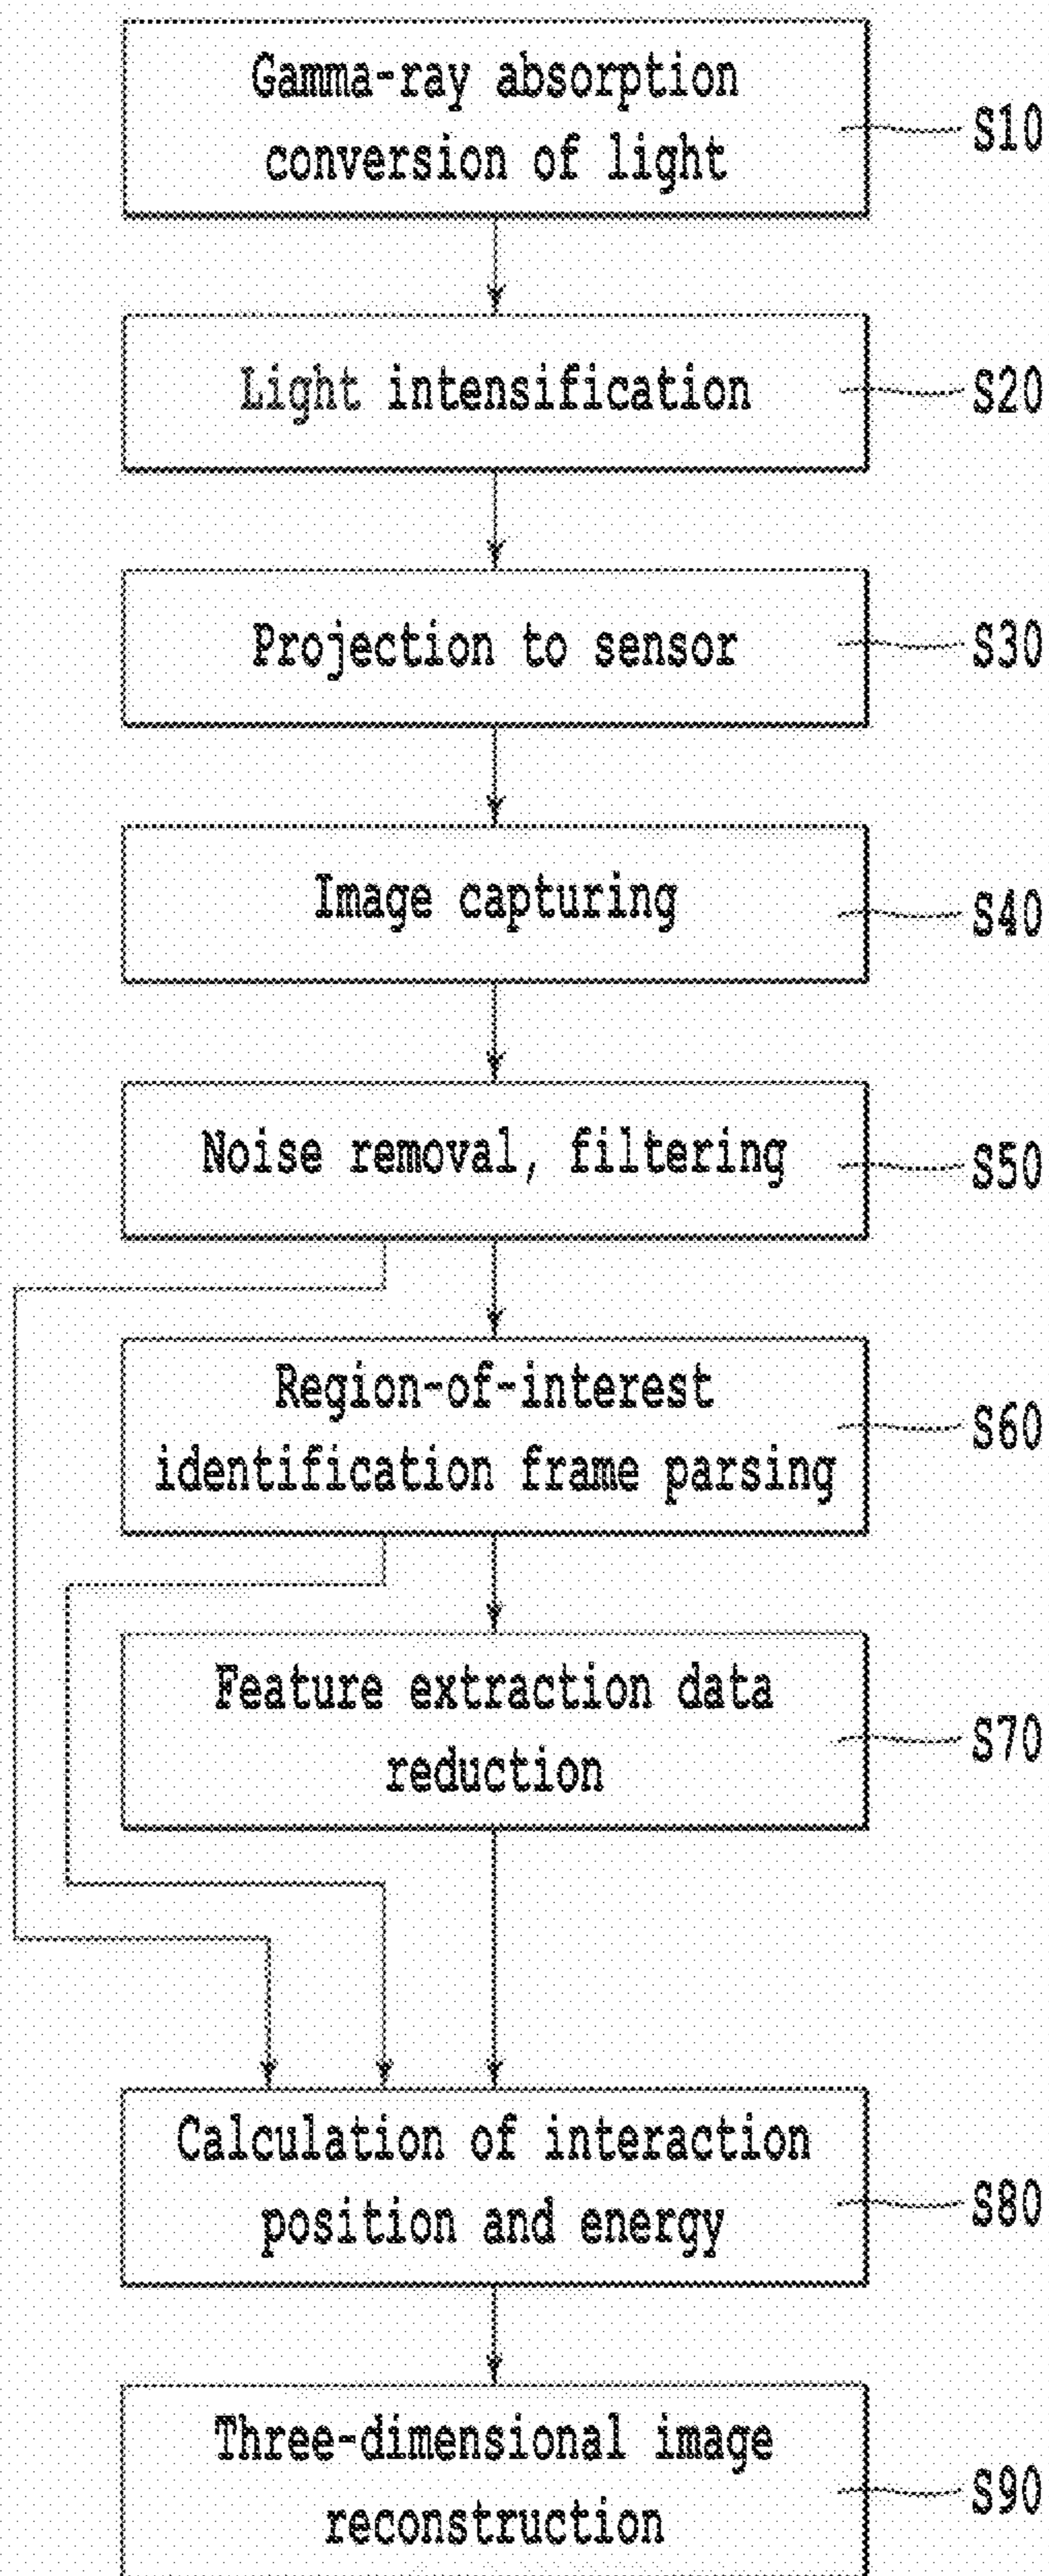 Gamma-ray absorption
conversion of light
S10
Light intensification
S20
Projection to sensor
S30
Image capturing
S40
Noise removal, filtering
S50
Region-of-interest
identification frame parsing
S60
Feature extraction data
reduction
S70
Calculation of interaction
position and energy
S80
Three-dimensional image
reconstruction
S90